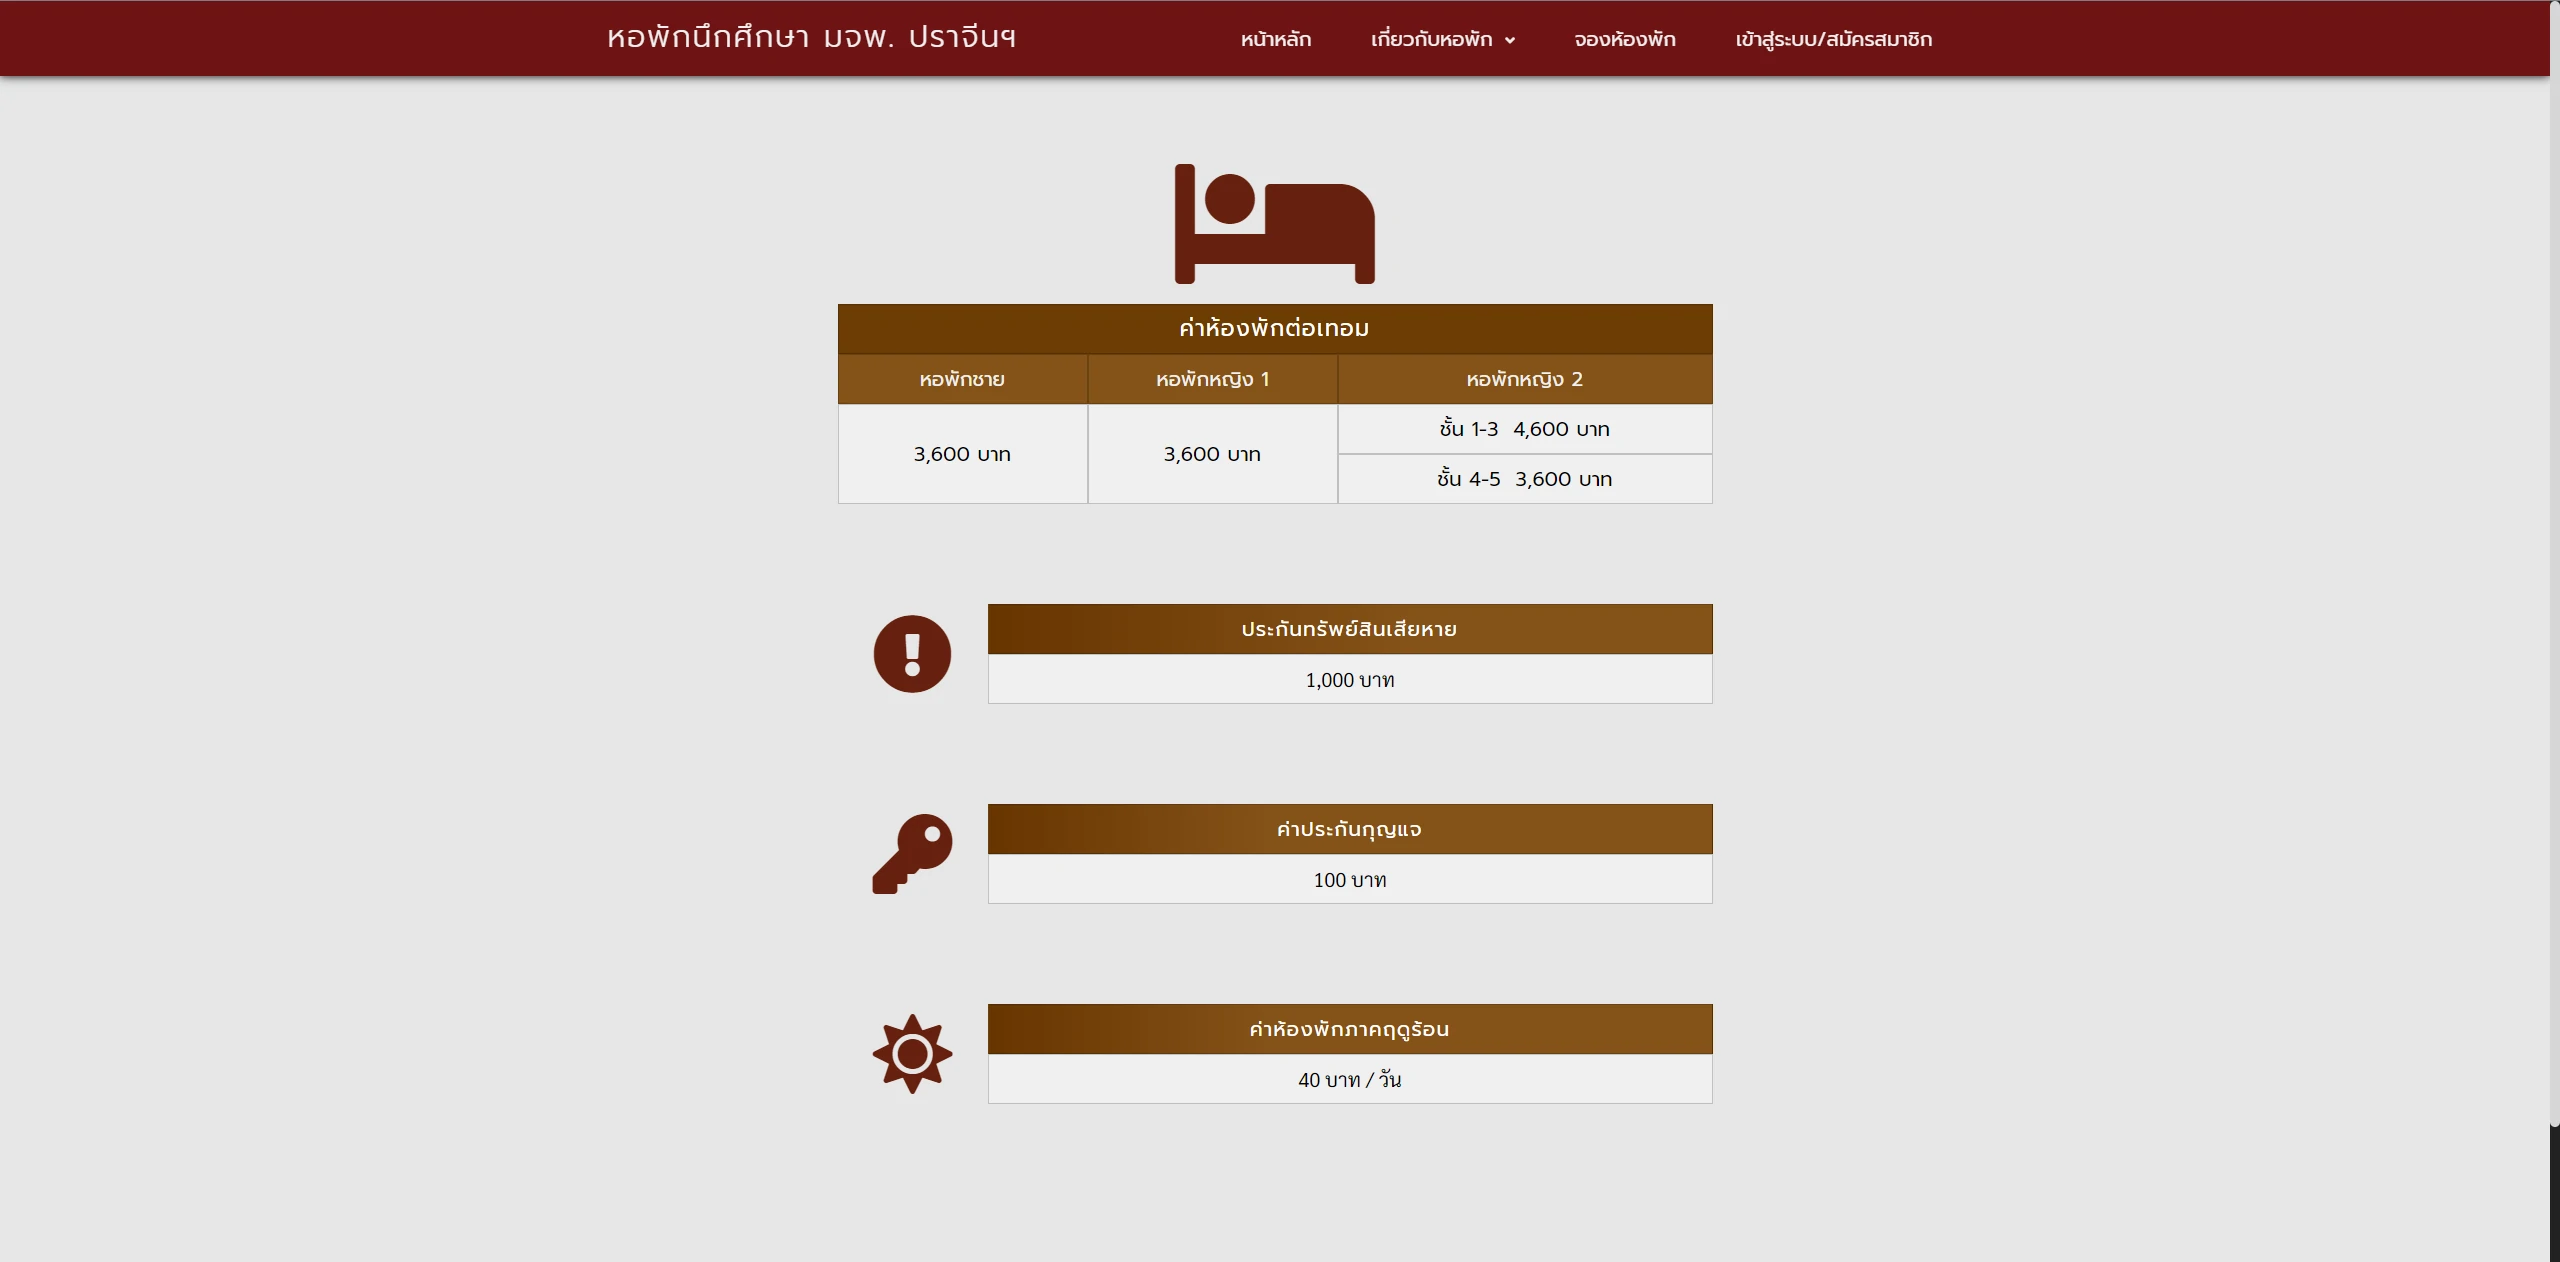 หอพักนึกศึกษา มจพ. ปราจีนฯ
หน้าหลัก เกี่ยวกับหอพัก จองห้องพัก เข้าสู่ระบบ/สมัครสมาชิก
ค่าห้องพักต่อเทอม
หอพักชาย หอพักหญิง 1 หอพักหญิง 2
3,600 บาท 3,600 บาท ชั้น 1-3 4,600 บาท
ชั้น 4-5 3,600 บาท
ประกันทรัพย์สินเสียหาย
1,000 บาท
ค่าประกันกุญแจ
100 บาท
ค่าห้องพักภาคฤดูร้อน
40 บาท / วัน